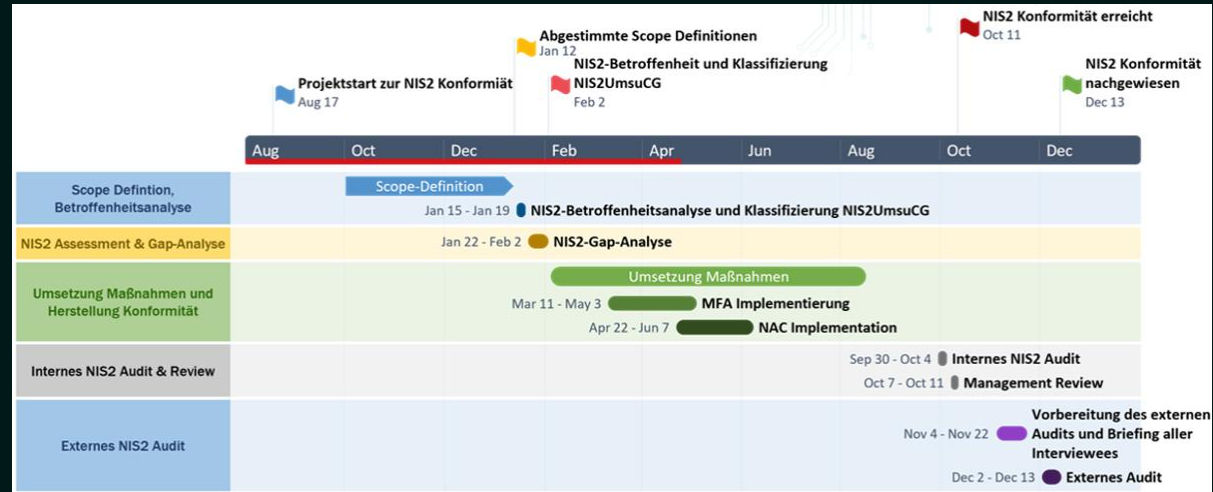 NIS2 Konformität erreicht
Oct 11
Abgestimmte Scope Definitionen
Jan 12
NIS2-Betroffenheit und Klassifizierung
NIS2UmsuCG
Feb 2
NIS2 Konformität
nachgewiesen
Dec 13
Projektstart zur NIS2 Konformiät
Aug 17
Aug Oct Dec Feb Apr Jun Aug Oct Dec
Scope Defintion,
Betroffenheitsanalyse
Scope-Definition
Jan 15 - Jan 19 NIS2-Betroffenheitsanalyse und Klassifizierung NIS2UmsuCG
NIS2 Assessment & Gap-Analyse
Jan 22 - Feb 2 NIS2-Gap-Analyse
Umsetzung Maßnahmen und
Herstellung Konformität
Umsetzung Maßnahmen
Mar 11 - May 3 MFA Implementierung
Apr 22 - Jun 7 NAC Implementation
Internes NIS2 Audit & Review
Sep 30 - Oct 4 Internes NIS2 Audit
Oct 7 - Oct 11 Management Review
Externes NIS2 Audit
Nov 4 - Nov 22
Vorbereitung des externen
Audits und Briefing aller
Interviewees
Dec 2 - Dec 13 Externes Audit